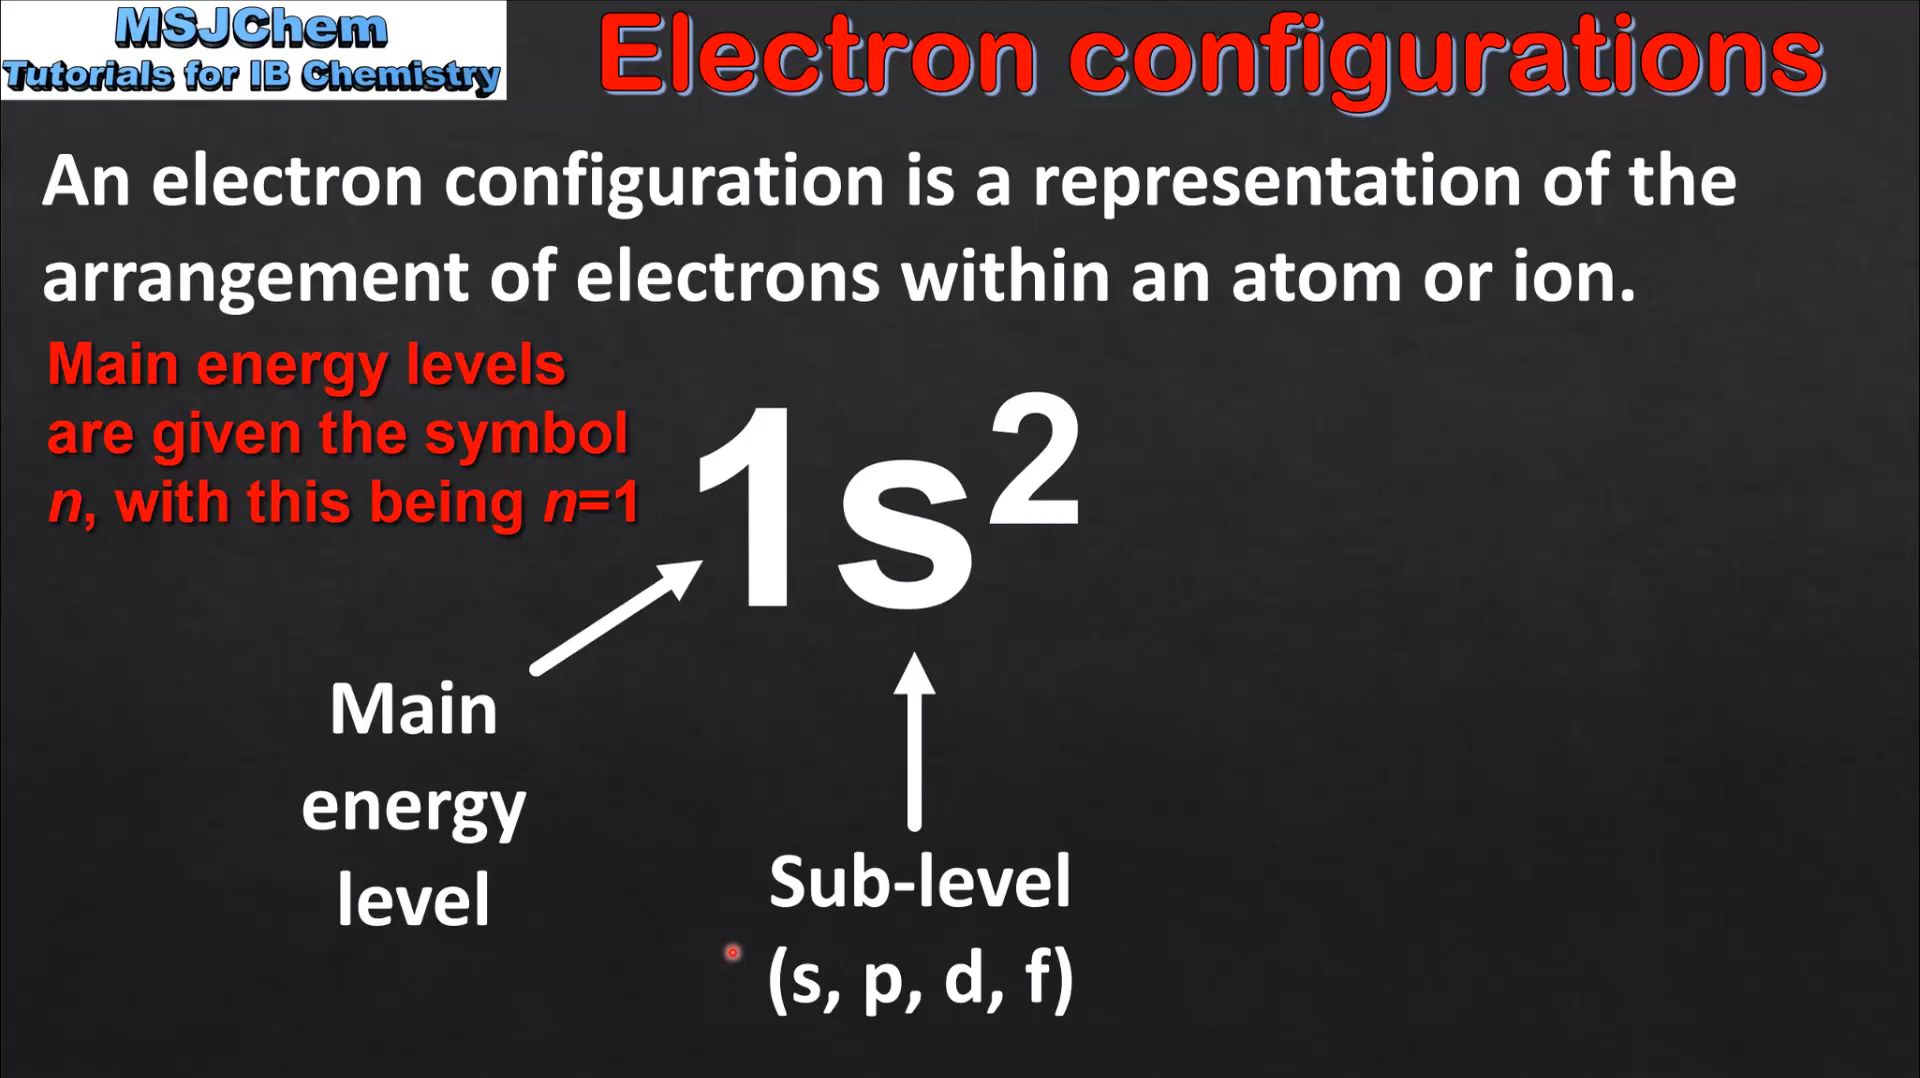 MSJChem
Tutorials for IB Chemistry
Electron configurations
An electron configuration is a representation of the
arrangement of electrons within an atom or ion.
Main energy levels
are given the symbol
n, with this being n=1
1s²
Main
energy
level
Sub-level
(s, p, d, f)